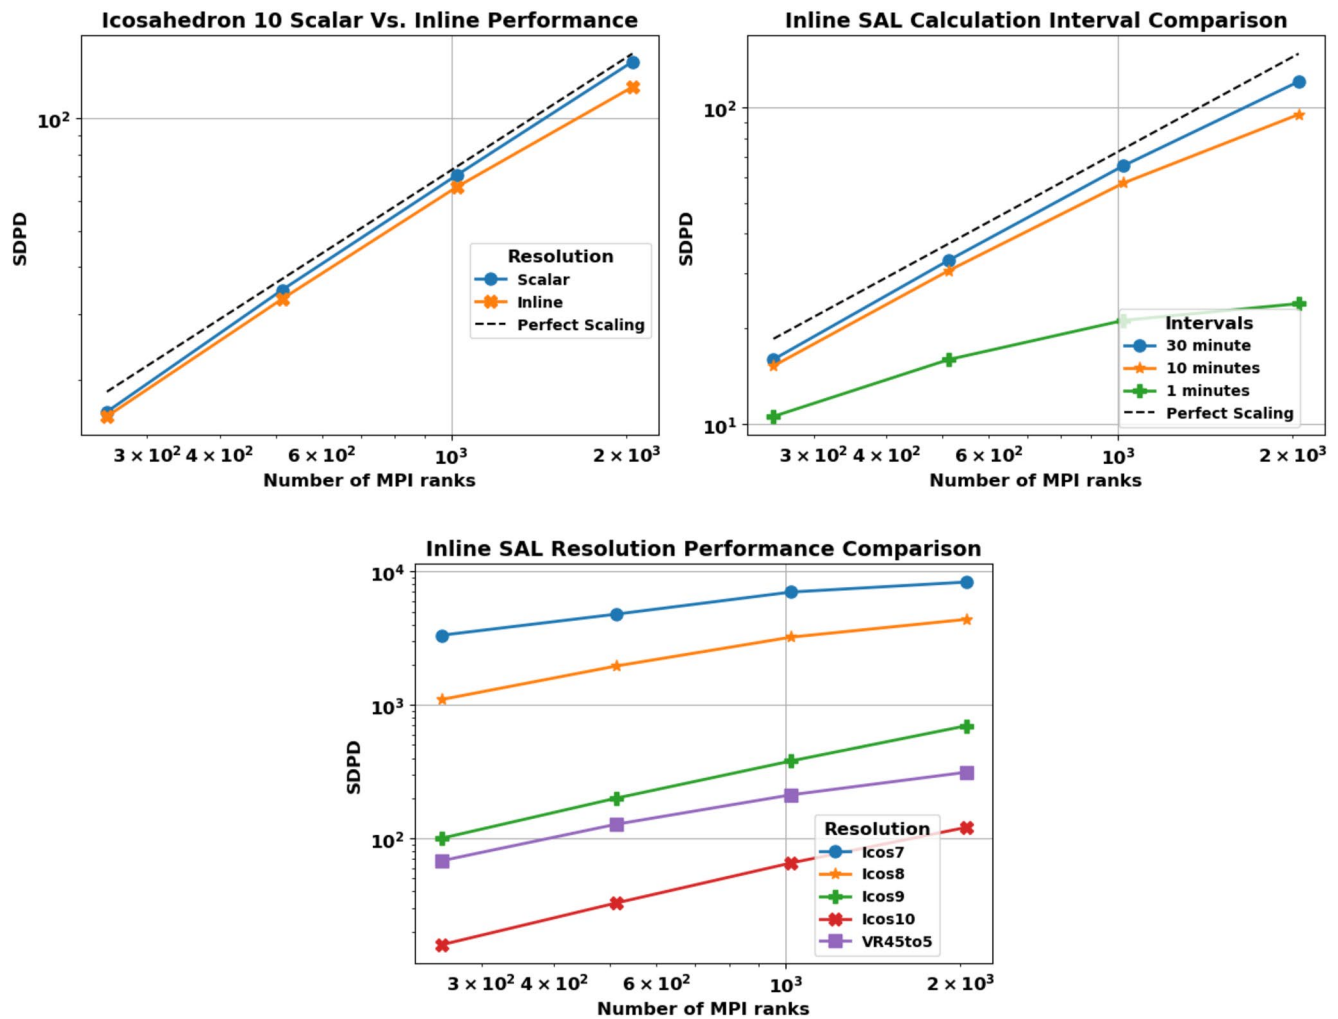 Icosahedron 10 Scalar Vs. Inline Performance
10²
SDPD
Resolution
Scalar
Inline
Perfect Scaling
3 × 10² 4 × 10² 6 × 10² 10³ 2 × 10³
Number of MPI ranks
Inline SAL Calculation Interval Comparison
10²
SDPD
10¹
Intervals
30 minute
10 minutes
1 minutes
Perfect Scaling
3 × 10² 4 × 10² 6 × 10² 10³ 2 × 10³
Number of MPI ranks
Inline SAL Resolution Performance Comparison
10⁴
10³
SDPD
10²
Resolution
Icos7
Icos8
Icos9
Icos10
VR45to5
3 × 10² 4 × 10² 6 × 10² 10³ 2 × 10³
Number of MPI ranks